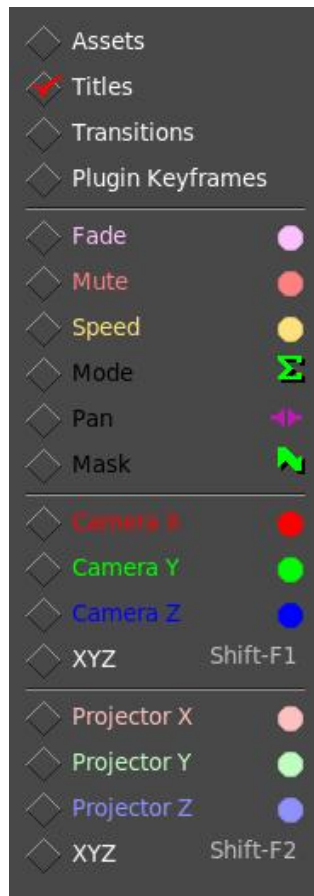 Assets
Titles
Transitions
Plugin Keyframes
Fade
Mute
Speed
Mode
Pan
Mask
Camera X
Camera Y
Camera Z
XYZ Shift-F1
Projector X
Projector Y
Projector Z
XYZ Shift-F2